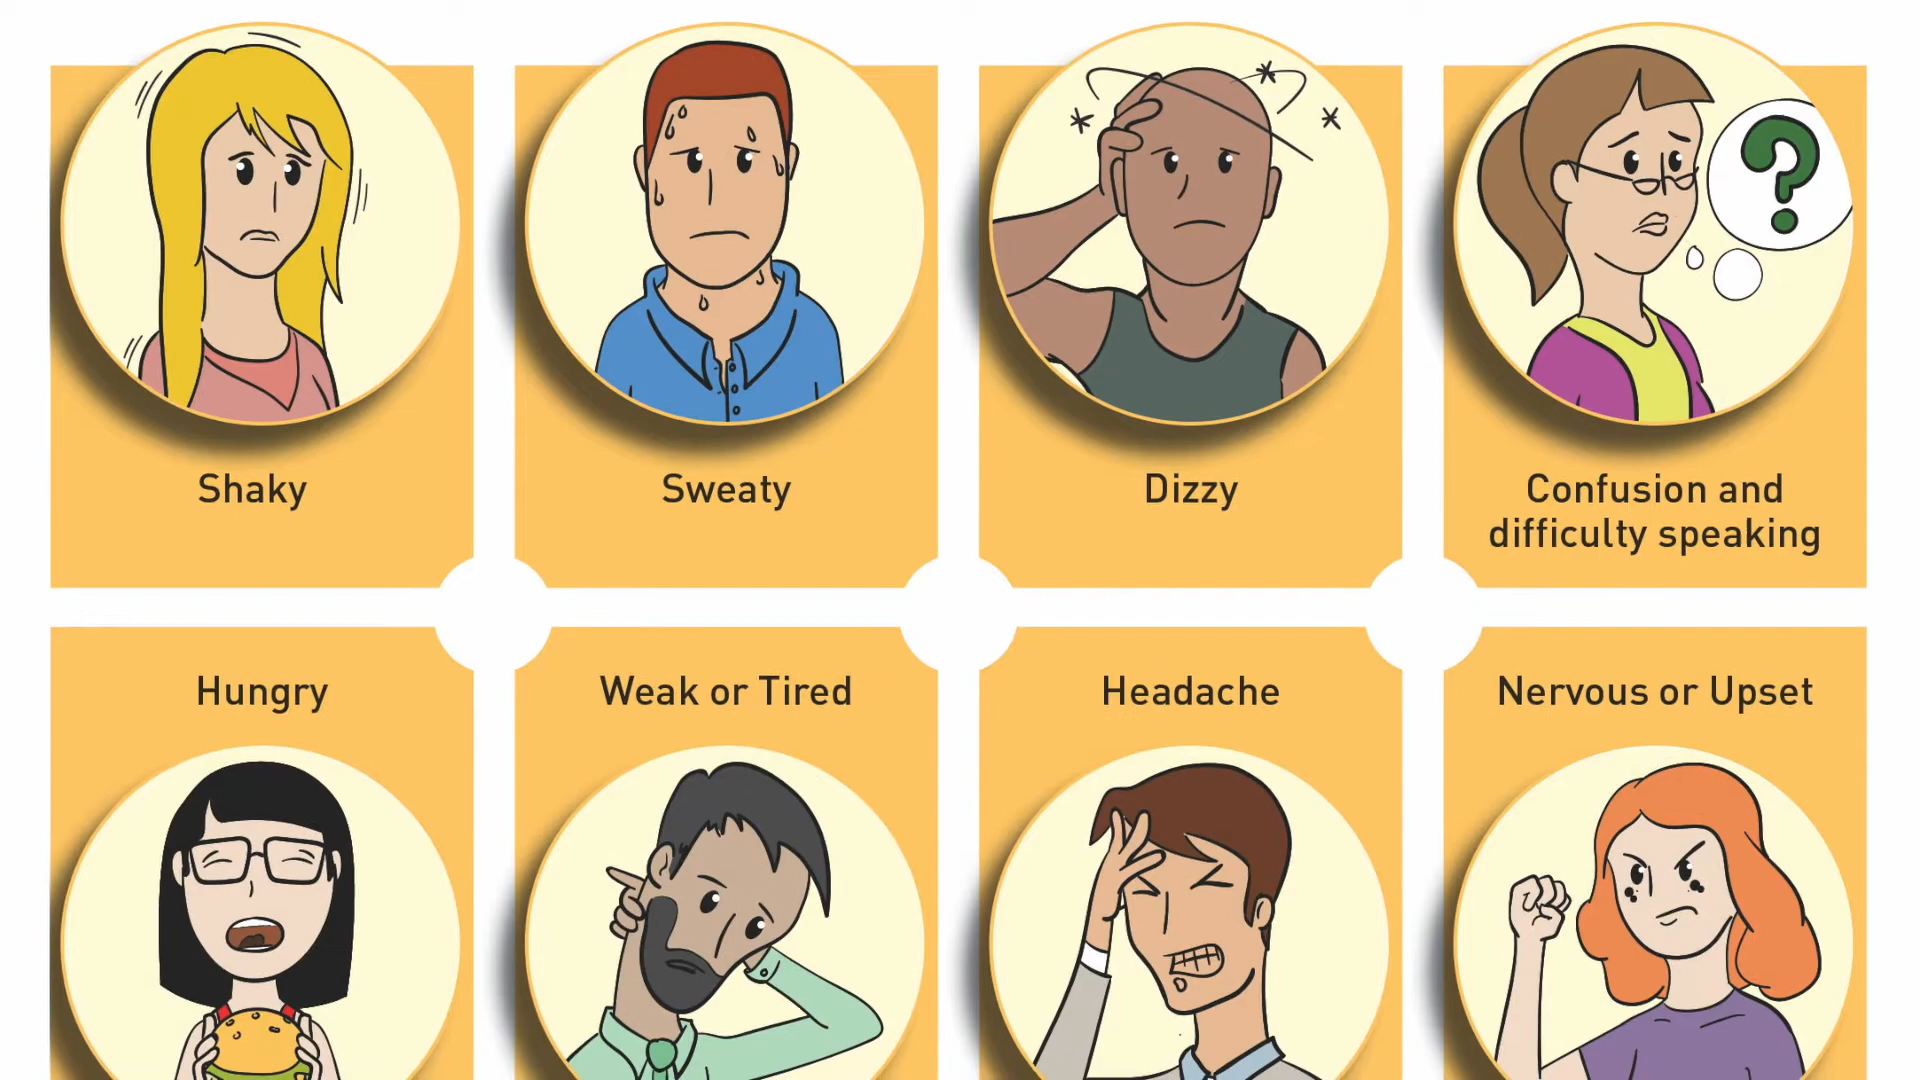 Shaky
Sweaty
Dizzy
Confusion and
difficulty speaking
Hungry
Weak or Tired
Headache
Nervous or Upset